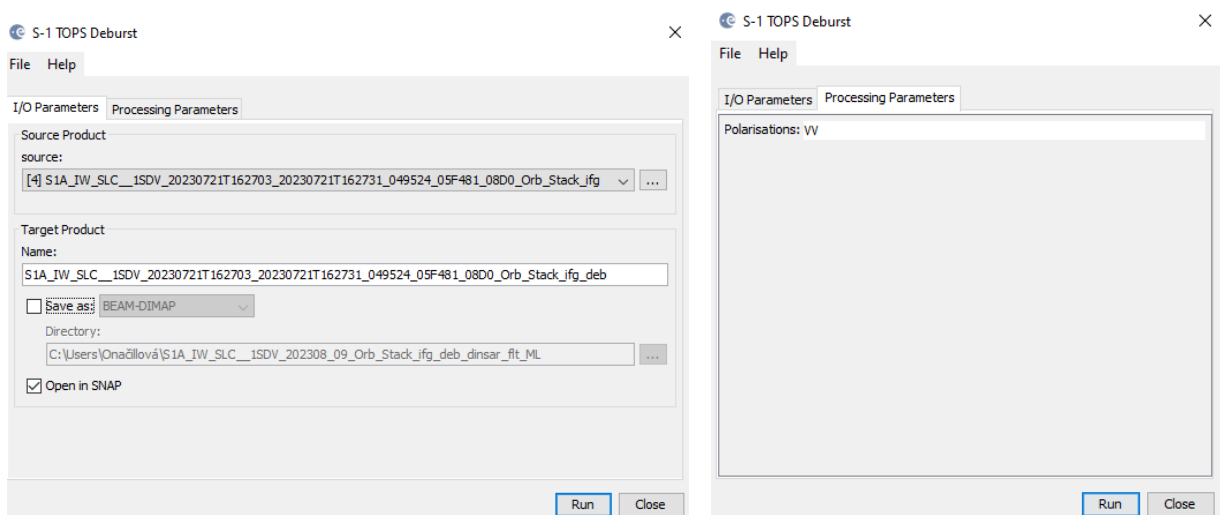 S-1 TOPS Deburst
File Help
I/O Parameters Processing Parameters
Source Product
source:
[4] S1A_IW_SLC__1SDV_20230721T162703_20230721T162731_049524_05F481_08D0_Orb_Stack_ifg ...
Target Product
Name:
S1A_IW_SLC__1SDV_20230721T162703_20230721T162731_049524_05F481_08D0_Orb_Stack_ifg_deb
Save as: BEAM-DIMAP
Directory:
C:\Users\Onačillová\S1A_IW_SLC__1SDV_202308_09_Orb_Stack_ifg_deb_dinsar_flt_ML ...
Open in SNAP
Run Close
S-1 TOPS Deburst
File Help
I/O Parameters Processing Parameters
Polarisations: VV
Run Close